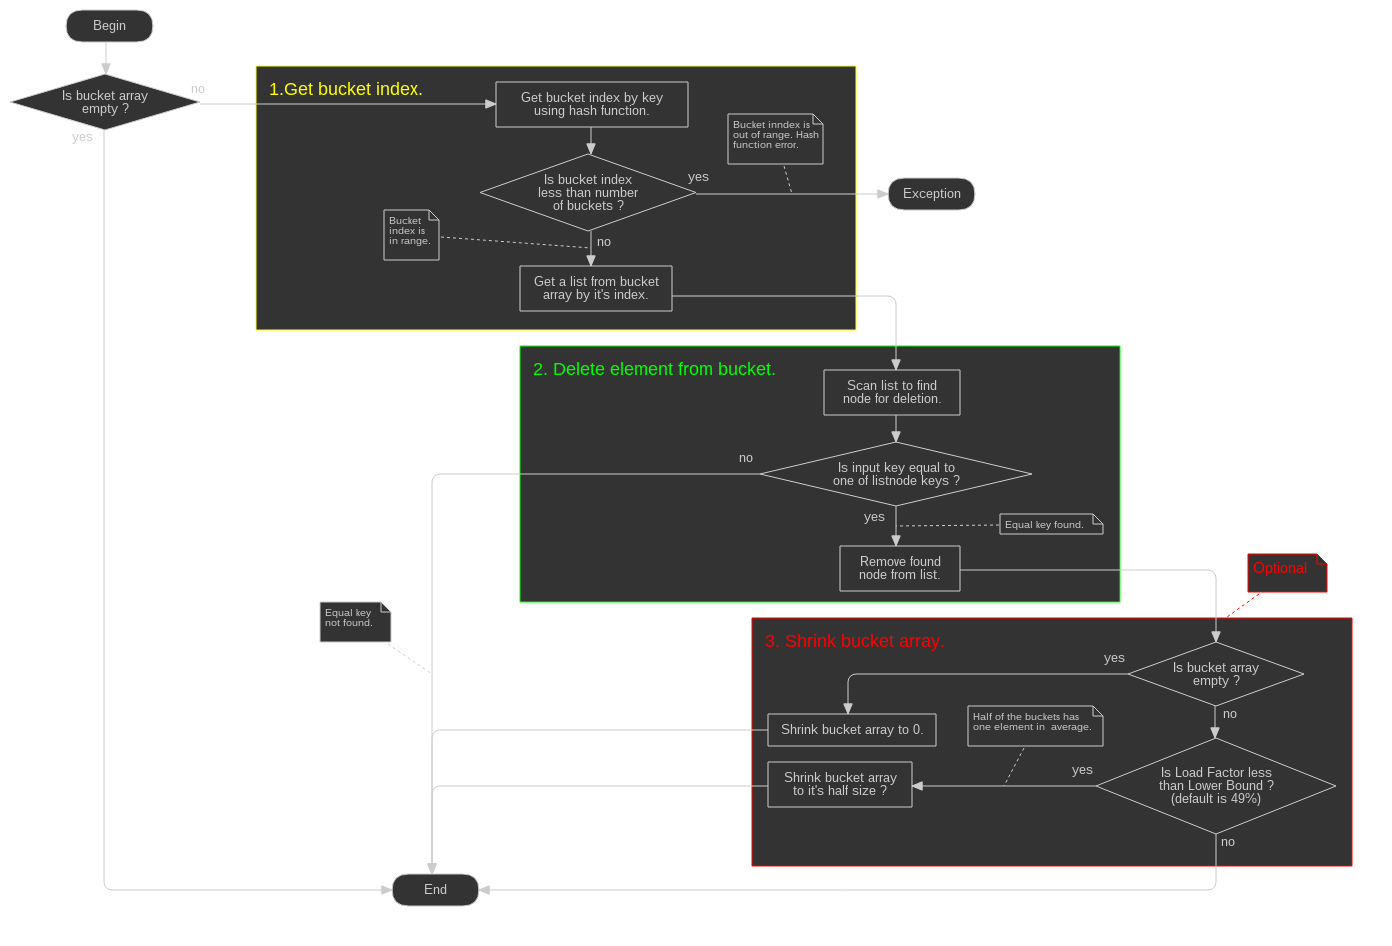 Begin
Is bucket array
empty ?
no
yes
1.Get bucket index.
Get bucket index by key
using hash function.
Bucket inndex is
out of range. Hash
function error.
Is bucket index
less than number
of buckets ?
yes
Exception
Bucket
index is
in range.
no
Get a list from bucket
array by it's index.
2. Delete element from bucket.
Scan list to find
node for deletion.
no
Is input key equal to
one of listnode keys ?
yes
Equal key found.
Remove found
node from list.
Optional
Equal key
not found.
3. Shrink bucket array.
yes
Is bucket array
empty ?
no
Shrink bucket array to 0.
Half of the buckets has
one element in  average.
Shrink bucket array
to it's half size ?
yes
Is Load Factor less
than Lower Bound ?
(default is 49%)
no
End